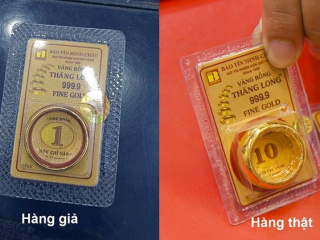 BẢO TÍN MINH CHÂU
VÀNG RỒNG
THĂNG LONG
999.9
FINE GOLD
1
Hàng giả
BẢO TÍN MINH CHÂU
VÀNG RỒNG
THĂNG LONG
999.9
FINE GOLD
10
Hàng thật